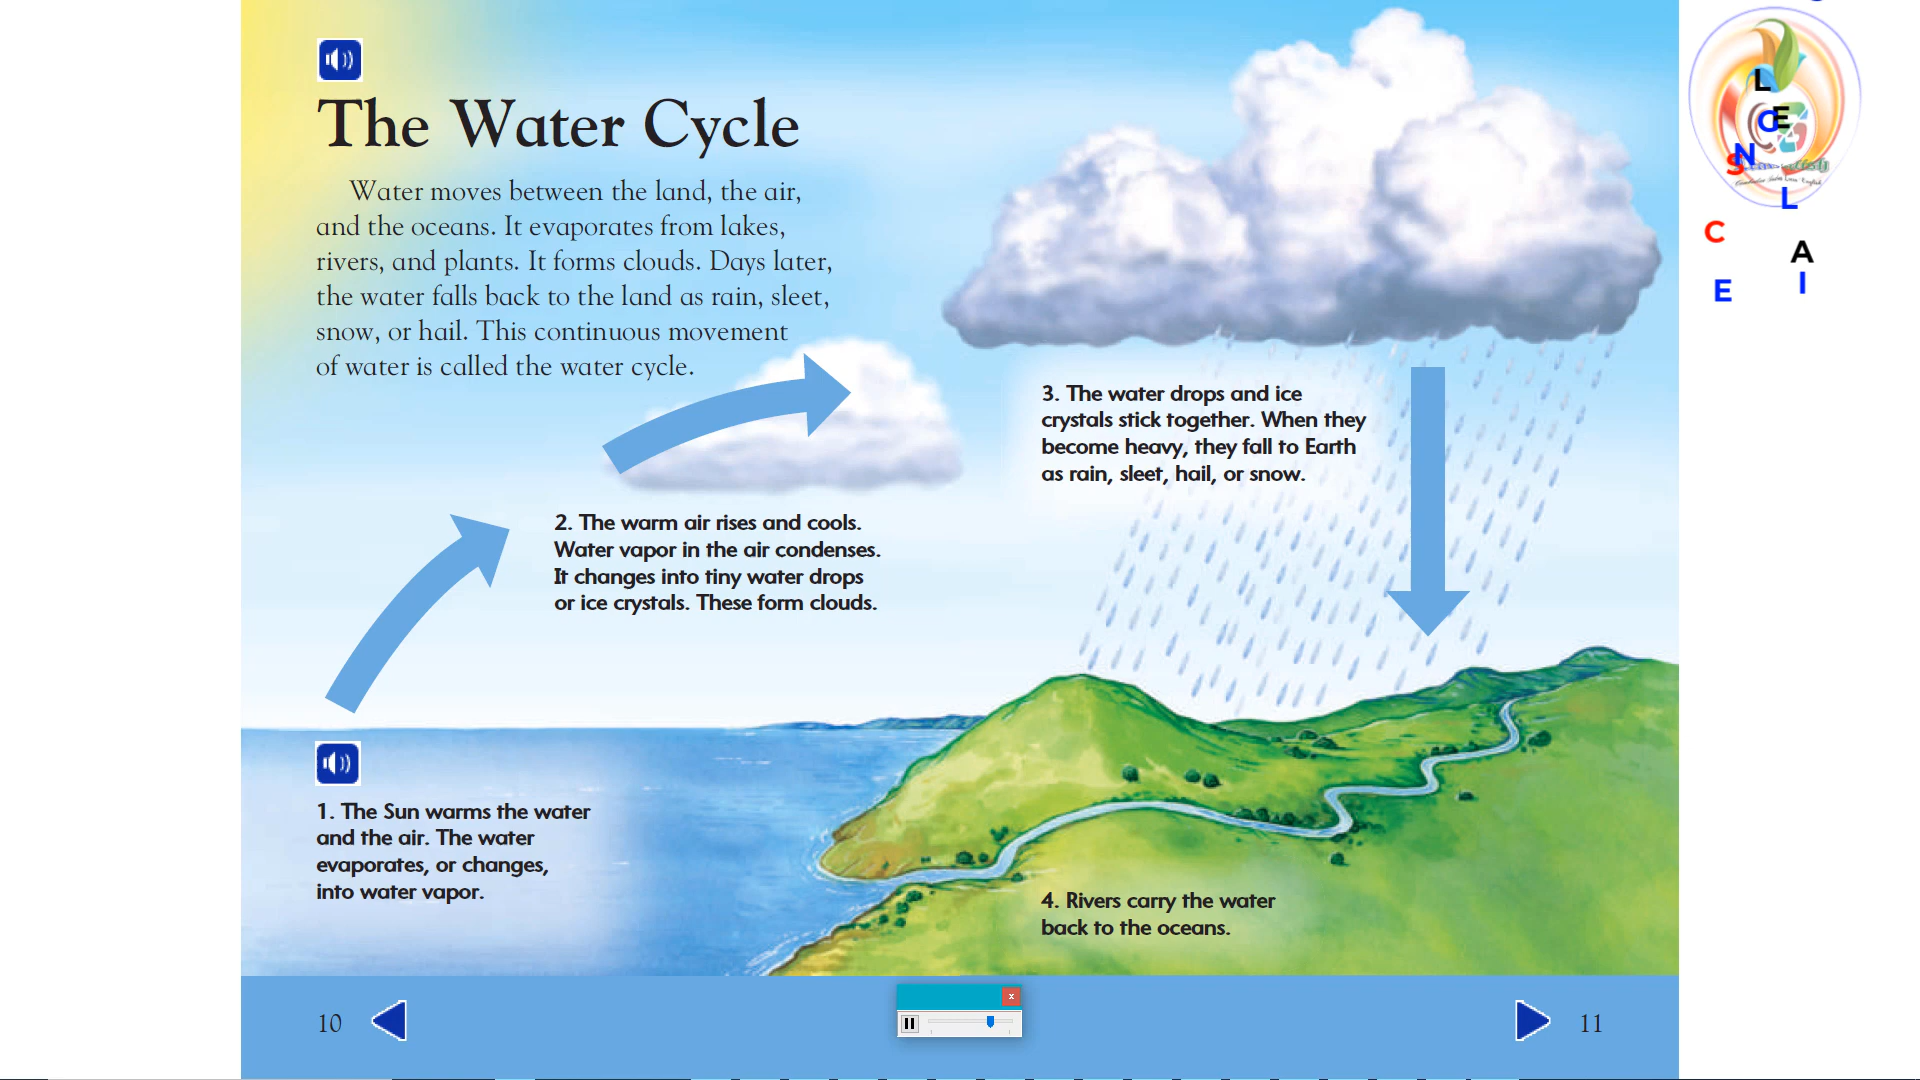 The Water Cycle
Water moves between the land, the air,
and the oceans. It evaporates from lakes,
rivers, and plants. It forms clouds. Days later,
the water falls back to the land as rain, sleet,
snow, or hail. This continuous movement
of water is called the water cycle.
3. The water drops and ice
crystals stick together. When they
become heavy, they fall to Earth
as rain, sleet, hail, or snow.
2. The warm air rises and cools.
Water vapor in the air condenses.
It changes into tiny water drops
or ice crystals. These form clouds.
1. The Sun warms the water
and the air. The water
evaporates, or changes,
into water vapor.
4. Rivers carry the water
back to the oceans.
10
11
L
E
C
N
S
L
C
A
E
I
x